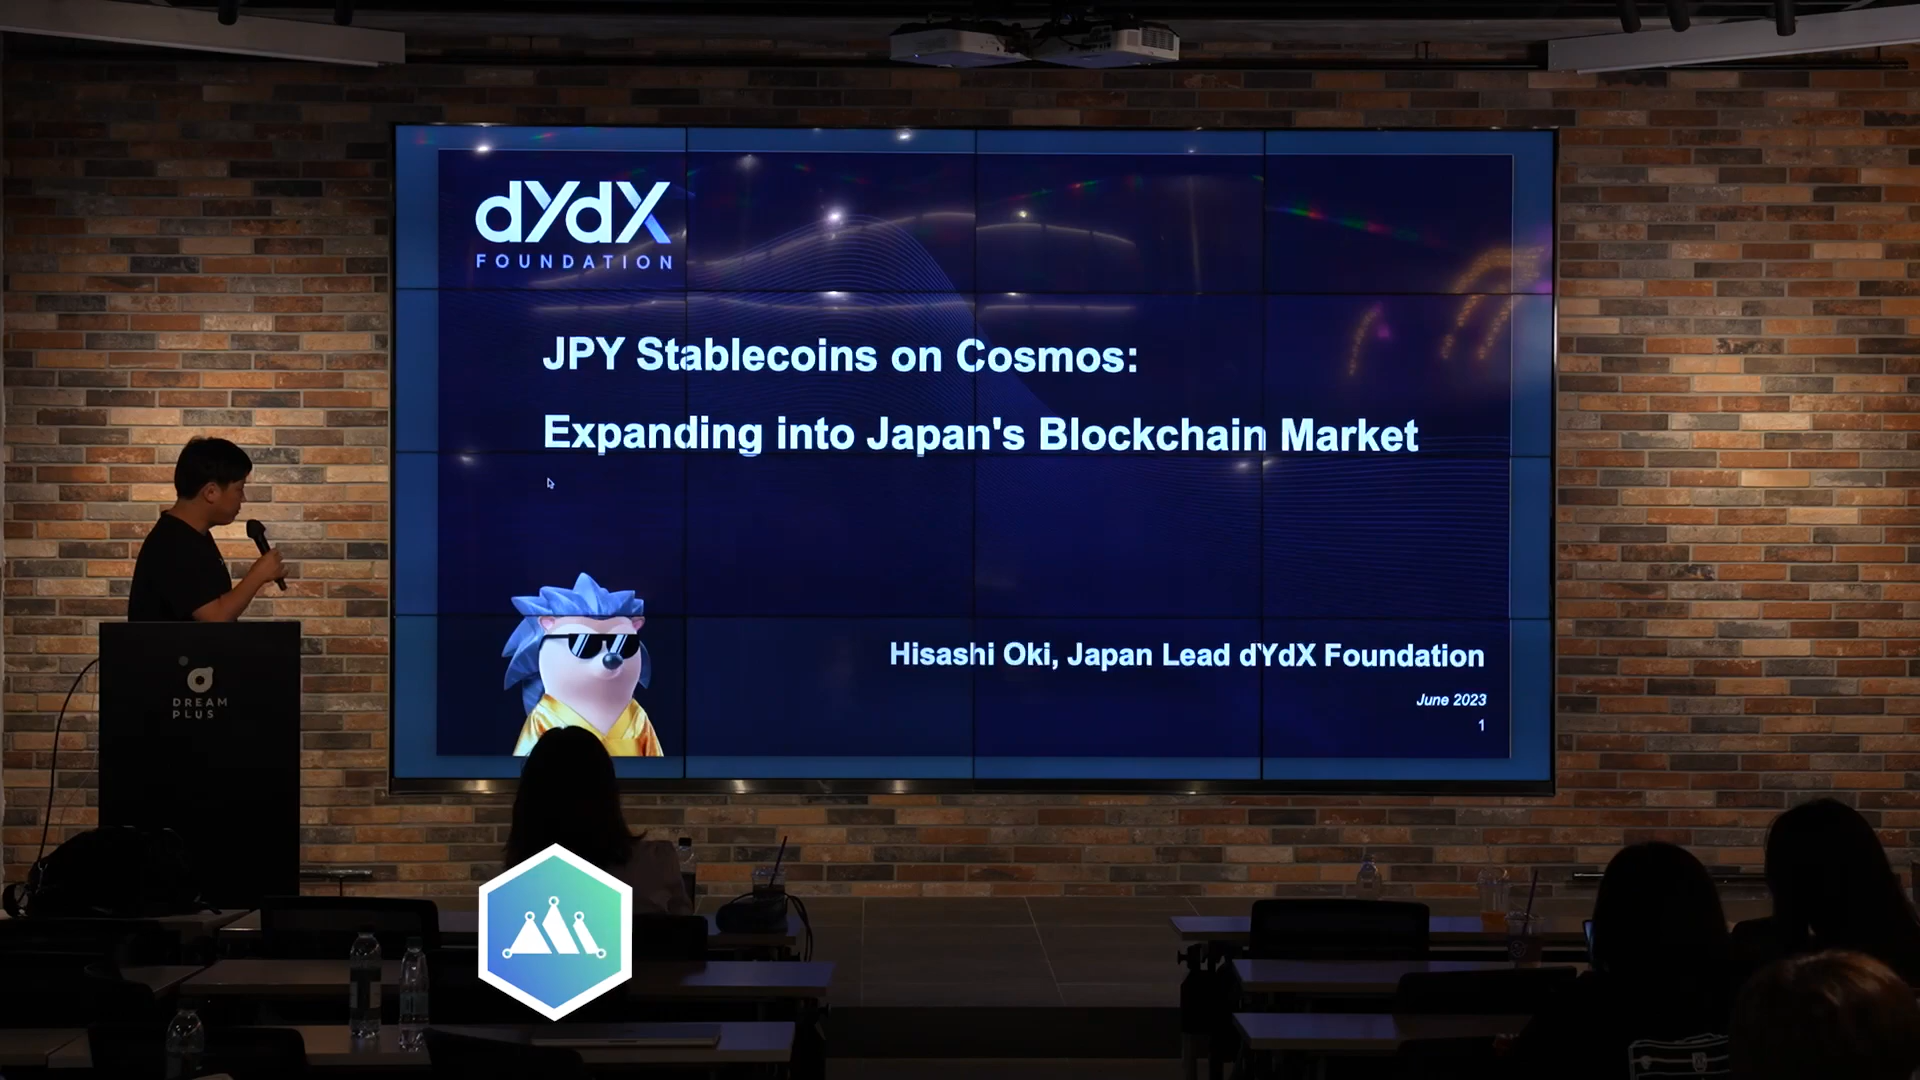 dYdX
FOUNDATION
JPY Stablecoins on Cosmos:
Expanding into Japan's Blockchain Market
Hisashi Oki, Japan Lead dYdX Foundation
June 2023
1
DREAM
PLUS